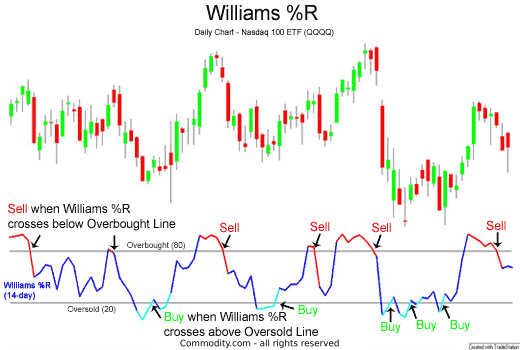 Williams %R
Daily Chart - Nasdaq 100 ETF (QQQQ)
Sell when Williams %R
crosses below Overbought Line
Sell
Sell
Sell
Sell
Overbought (80)
Williams %R
(14-day)
Oversold (20)
Buy when Williams %R
crosses above Oversold Line
Buy
Buy
Buy
Buy
Commodity.com - all rights reserved
Created with TradeStation